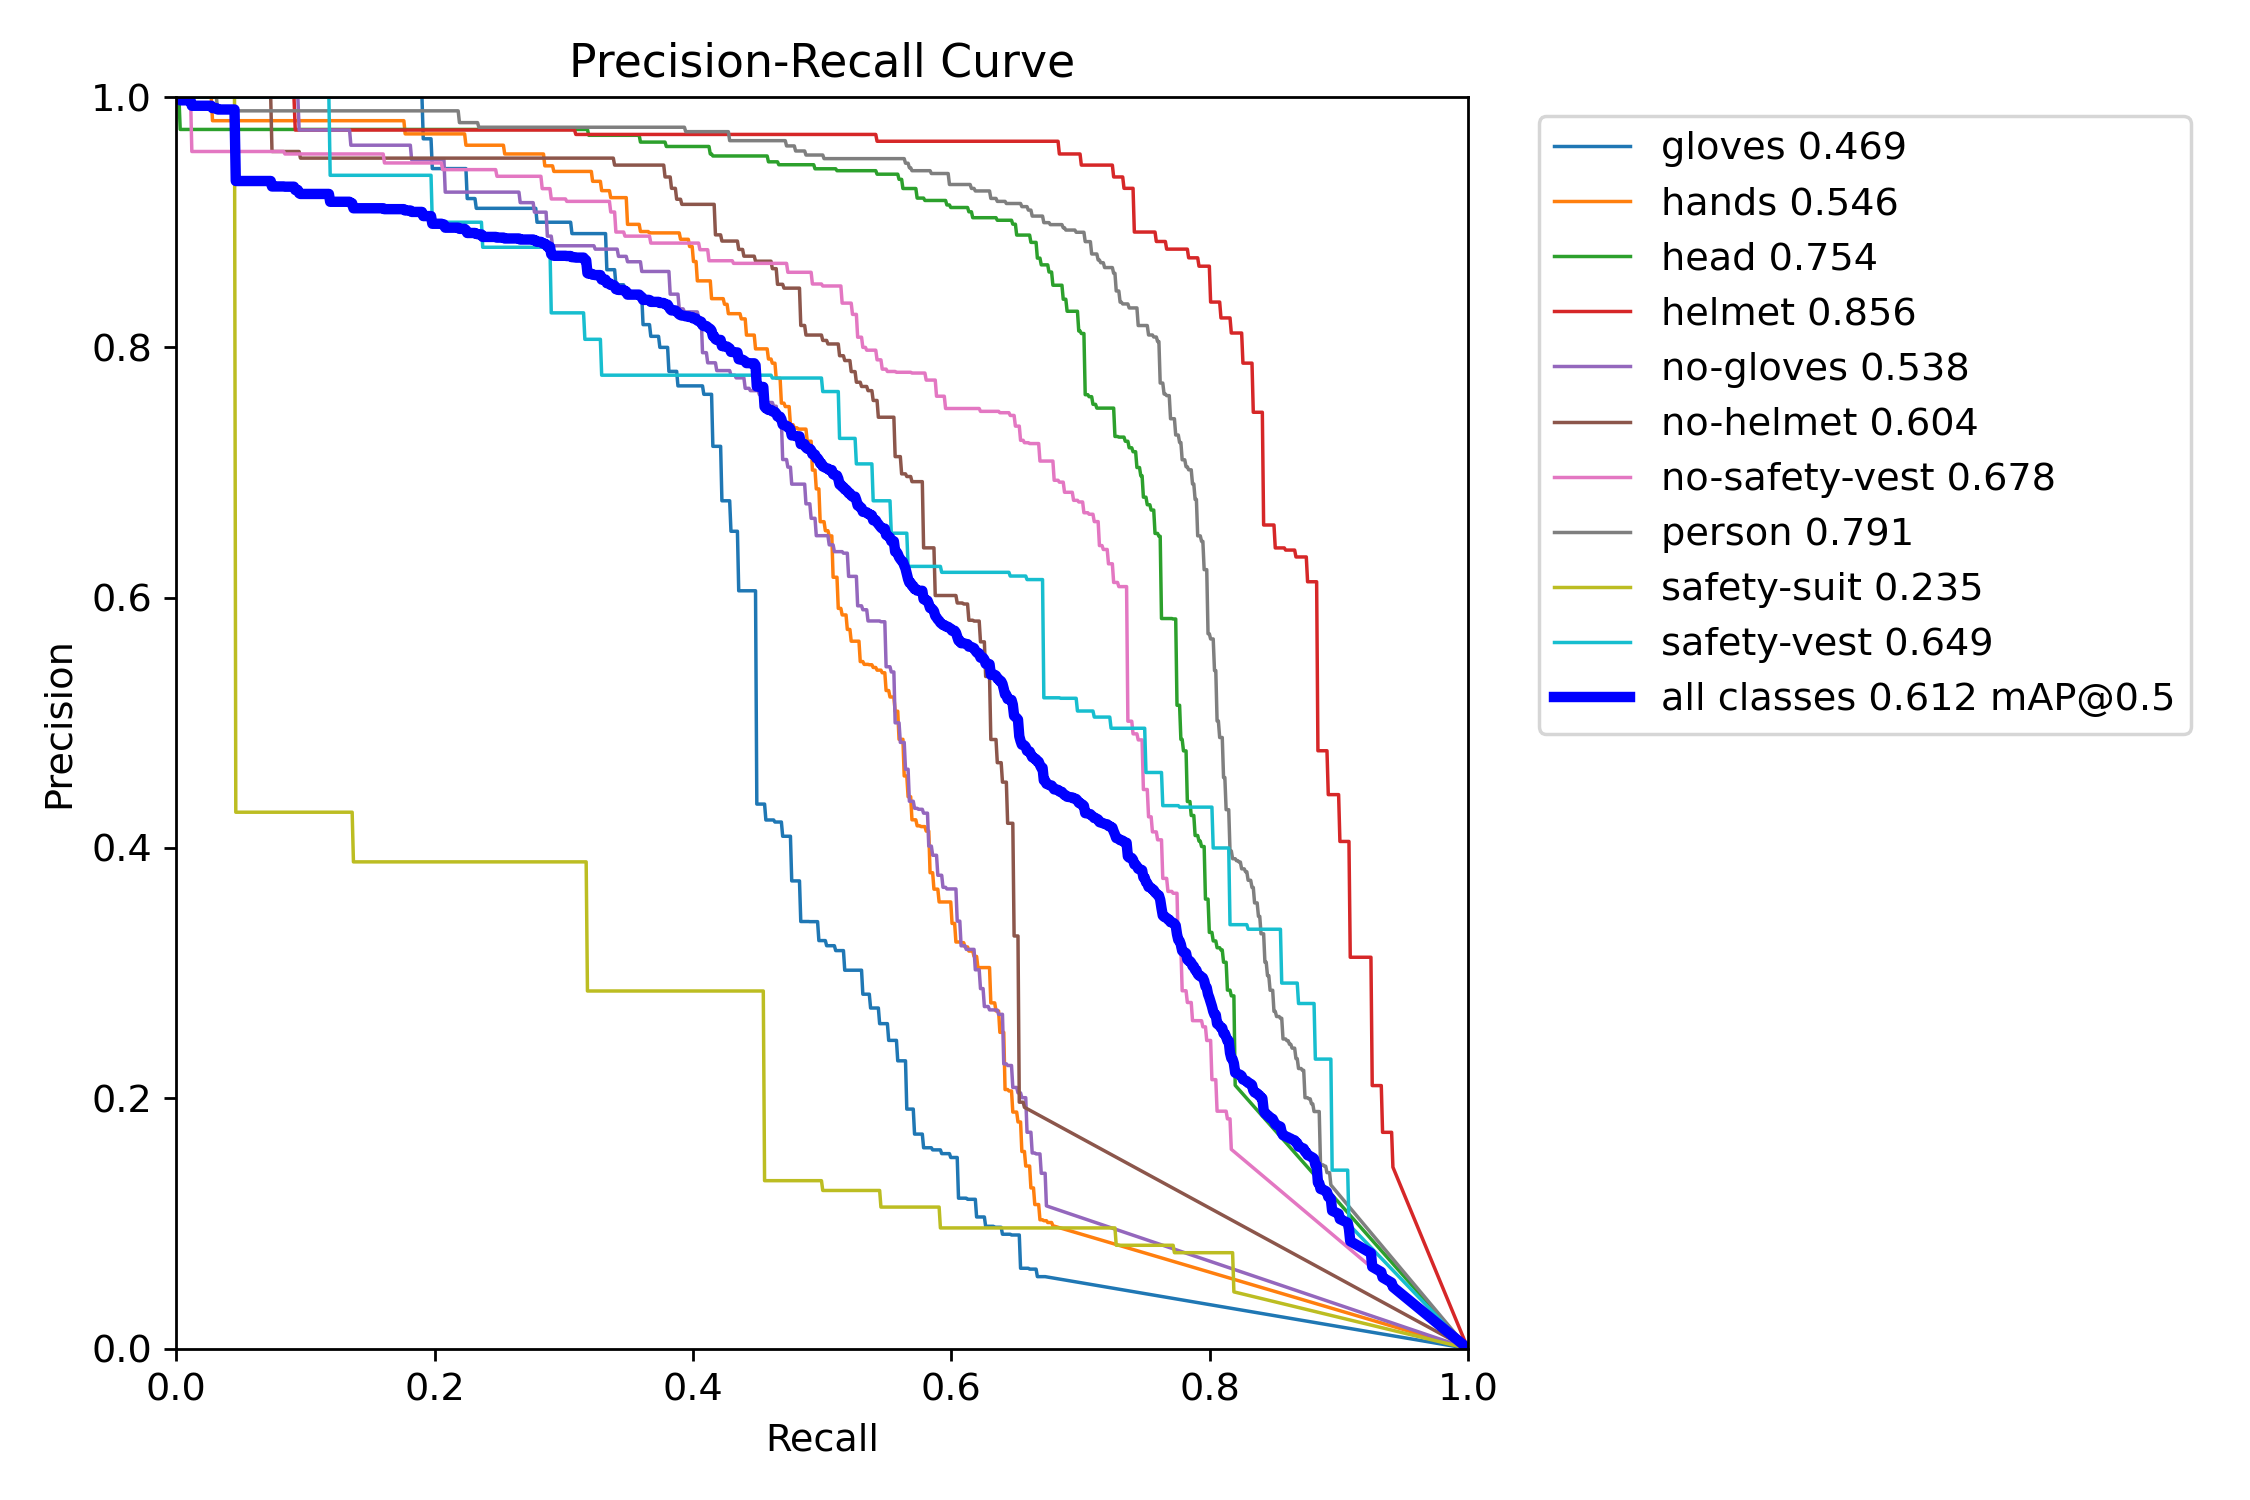 Precision-Recall Curve
1.0
0.8
0.6
0.4
0.2
0.0
Precision
0.0 0.2 0.4 0.6 0.8 1.0
Recall
gloves 0.469
hands 0.546
head 0.754
helmet 0.856
no-gloves 0.538
no-helmet 0.604
no-safety-vest 0.678
person 0.791
safety-suit 0.235
safety-vest 0.649
all classes 0.612 mAP@0.5